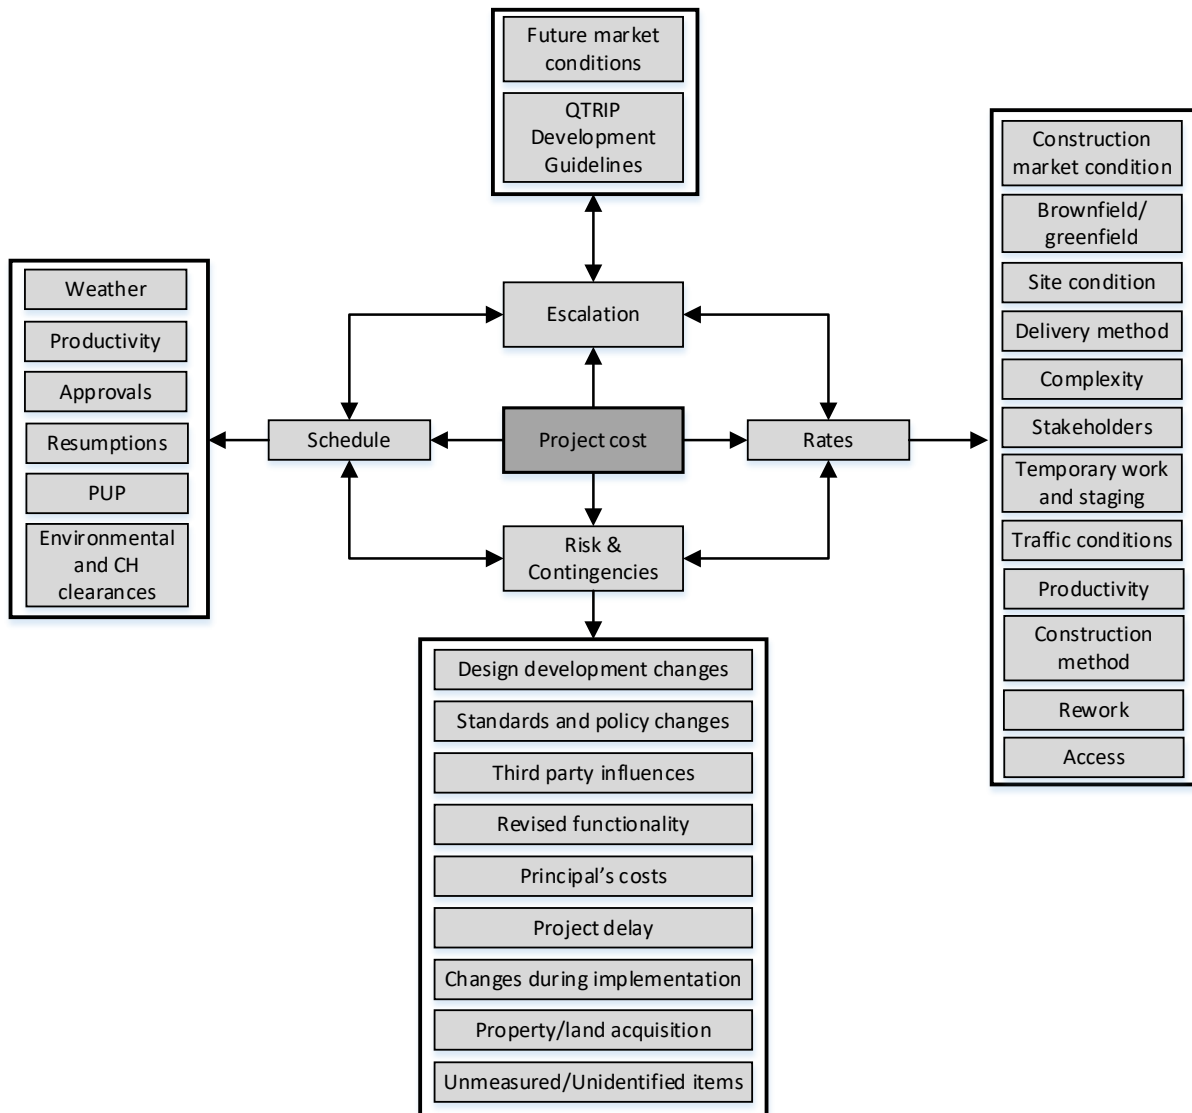 Future market
conditions
QTRIP
Development
Guidelines
Construction
market condition
Brownfield/
greenfield
Site condition
Delivery method
Complexity
Stakeholders
Temporary work
and staging
Traffic conditions
Productivity
Construction
method
Rework
Access
Weather
Productivity
Approvals
Resumptions
PUP
Environmental
and CH
clearances
Escalation
Schedule
Project cost
Rates
Risk &
Contingencies
Design development changes
Standards and policy changes
Third party influences
Revised functionality
Principal’s costs
Project delay
Changes during implementation
Property/land acquisition
Unmeasured/Unidentified items